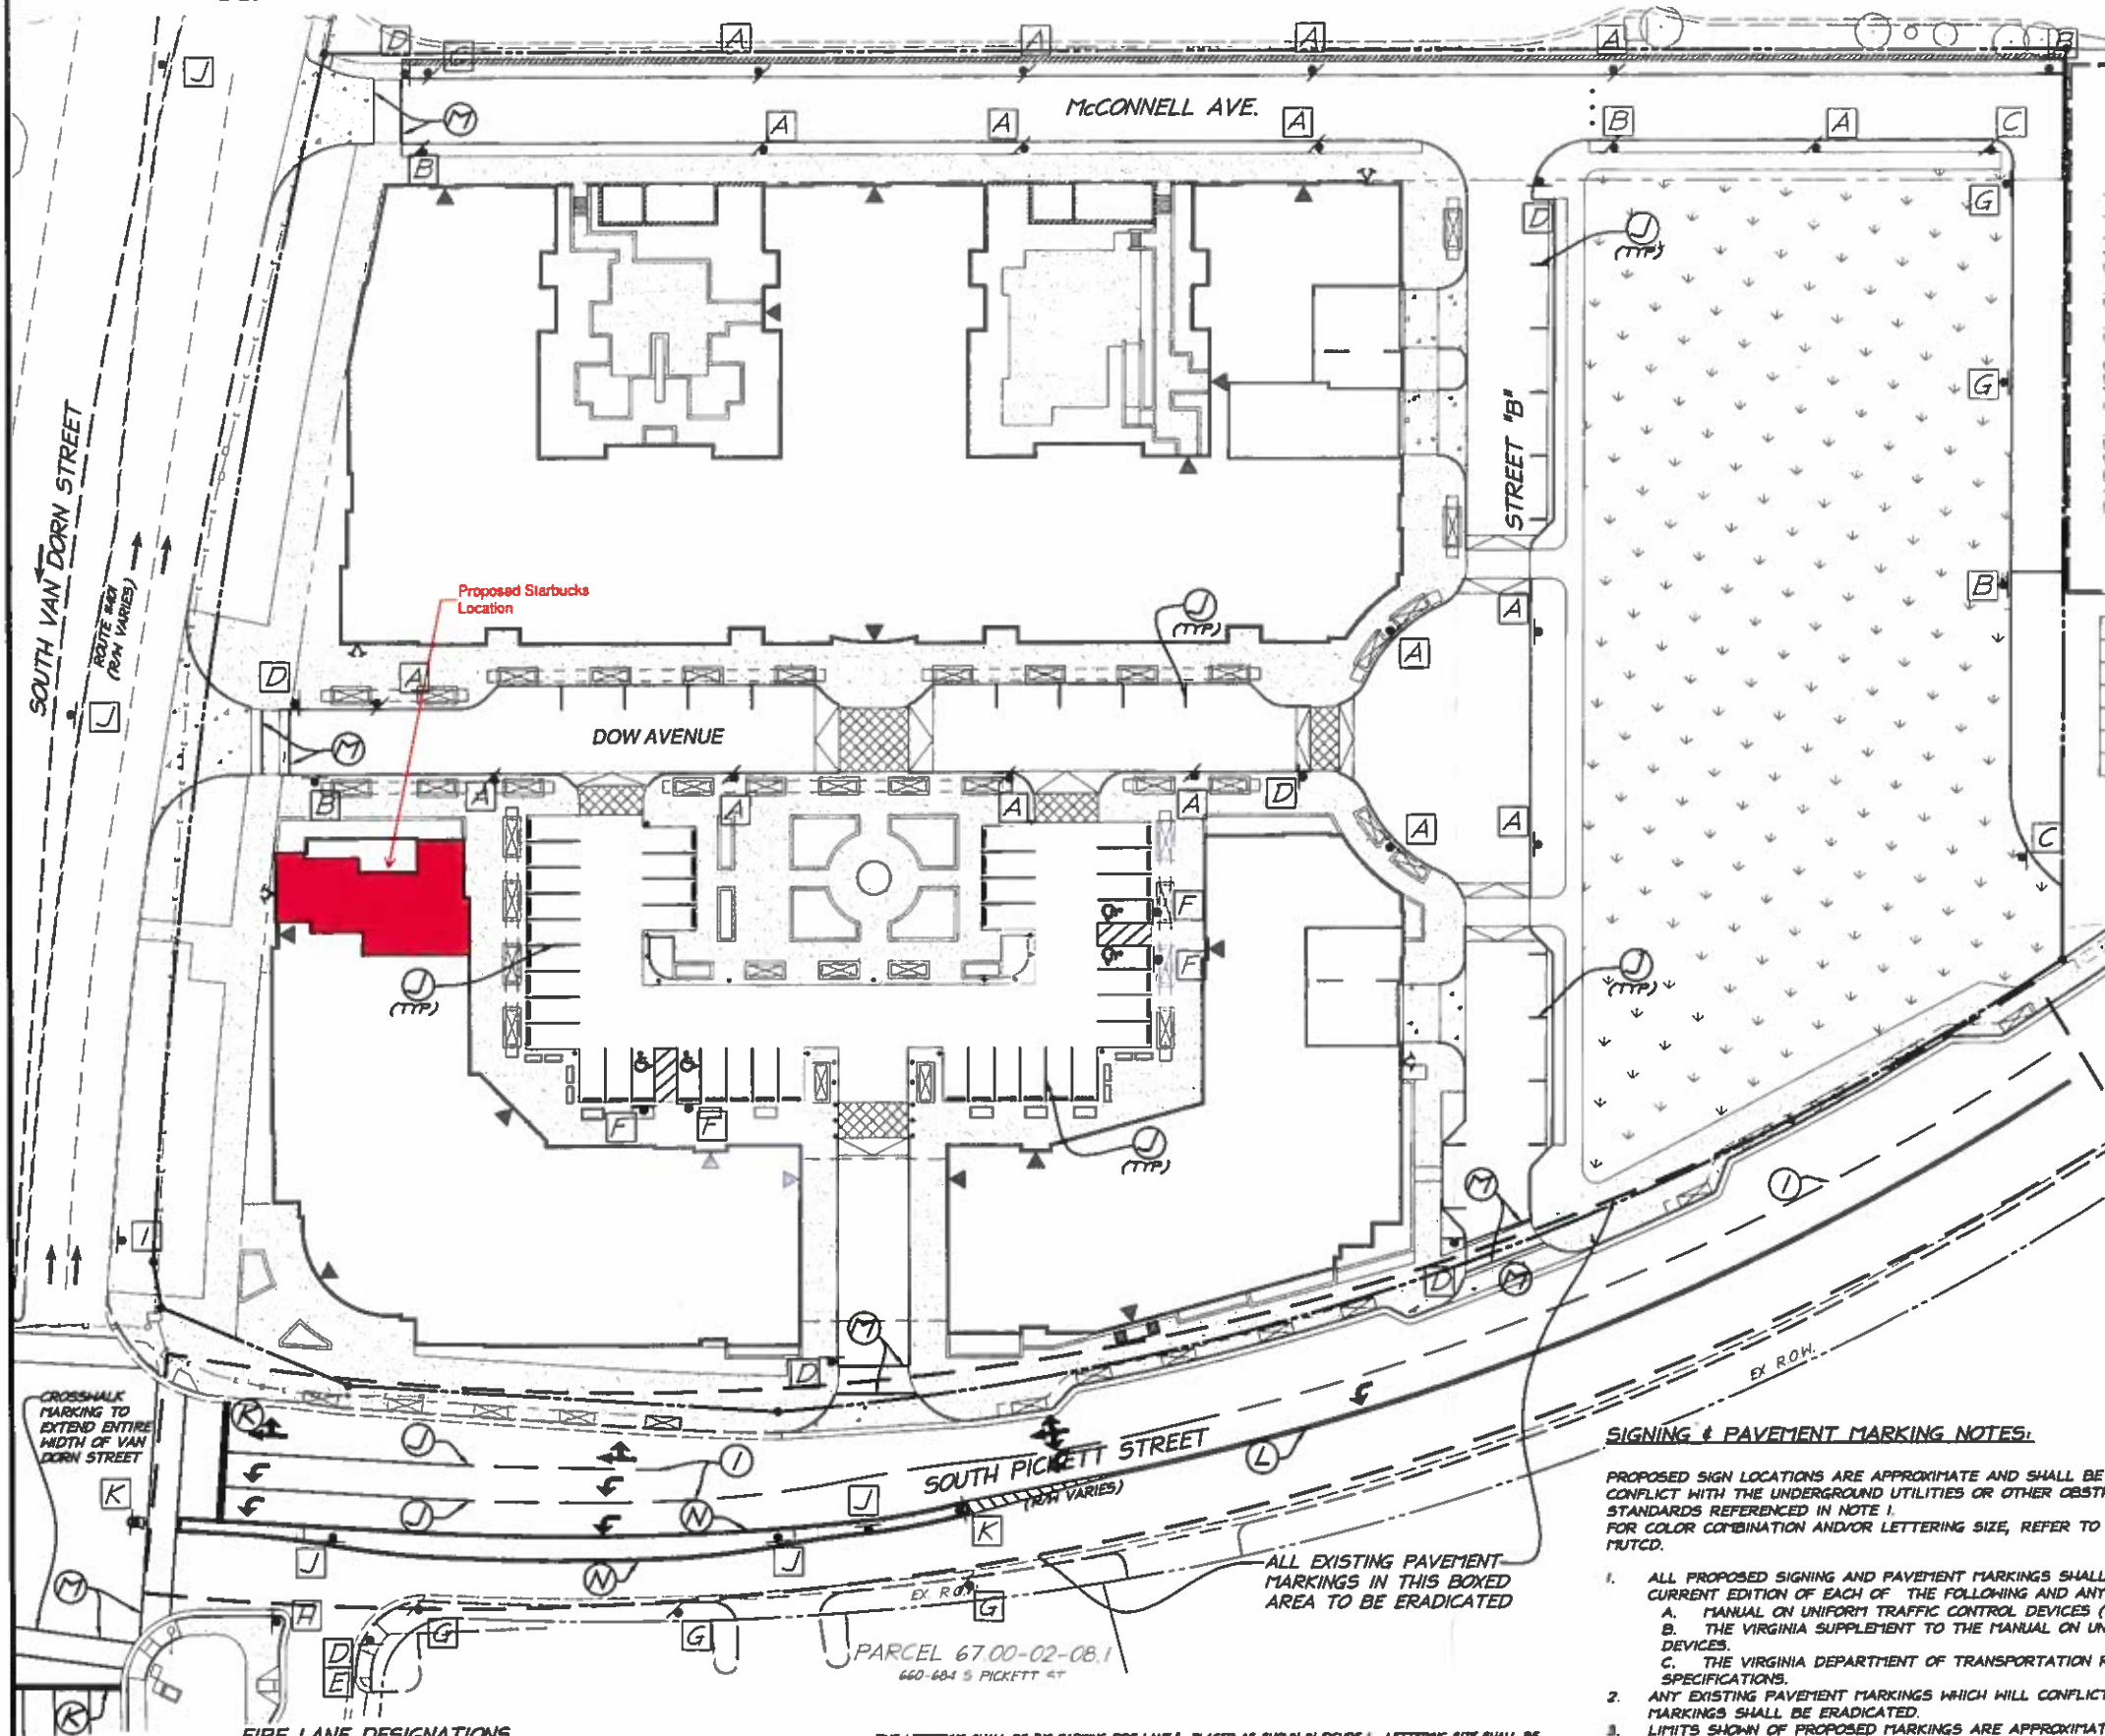 D
C
A
A
A
A
B
J
McCONNELL AVE.
M
A
A
A
B
A
C
B
D
J
(TYP)
G
G
STREET "B"
SOUTH VAN DORN STREET
ROUTE #401
(R/W VARIES)
Proposed Starbucks
Location
J
(TYP)
B
A
A
D
A
J
M
DOW AVENUE
B
A
A
A
A
D
A
A
C
F
F
J
(TYP)
J
(TYP)
F
F
J
(TYP)
M
I
I
D
M
M
D
EX R.O.W.
CROSSWALK
MARKING TO
EXTEND ENTIRE
WIDTH OF VAN
DORN STREET
K
J
I
SOUTH PICKETT STREET
(R/W VARIES)
L
K
J
N
J
K
J
J
N
M
H
D
E
G
G
G
EX R.O.
K
ALL EXISTING PAVEMENT
MARKINGS IN THIS BOXED
AREA TO BE ERADICATED
PARCEL 67.00-02-08.1
660-684 S PICKETT ST
SIGNING & PAVEMENT MARKING NOTES:
PROPOSED SIGN LOCATIONS ARE APPROXIMATE AND SHALL BE
CONFLICT WITH THE UNDERGROUND UTILITIES OR OTHER OBST
STANDARDS REFERENCED IN NOTE 1.
FOR COLOR COMBINATION AND/OR LETTERING SIZE, REFER TO
MUTCD.
1. ALL PROPOSED SIGNING AND PAVEMENT MARKINGS SHALL
CURRENT EDITION OF EACH OF THE FOLLOWING AND ANY
A. MANUAL ON UNIFORM TRAFFIC CONTROL DEVICES (
B. THE VIRGINIA SUPPLEMENT TO THE MANUAL ON UN
DEVICES.
C. THE VIRGINIA DEPARTMENT OF TRANSPORTATION
SPECIFICATIONS.
2. ANY EXISTING PAVEMENT MARKINGS WHICH WILL CONFLICT
MARKINGS SHALL BE ERADICATED.
3. LIMITS SHOWN OF PROPOSED MARKINGS ARE APPROXIMAT
FIRE LANE DESIGNATIONS